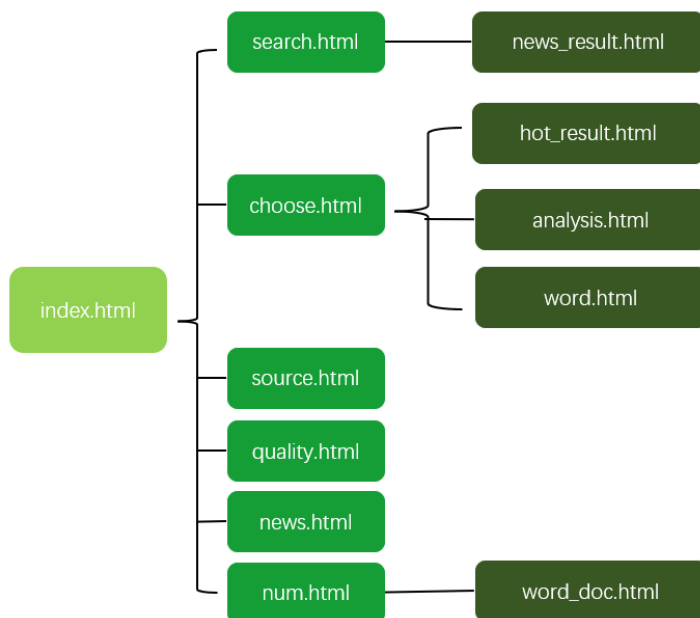 search.html
news_result.html
hot_result.html
choose.html
analysis.html
word.html
index.html
source.html
quality.html
news.html
num.html
word_doc.html